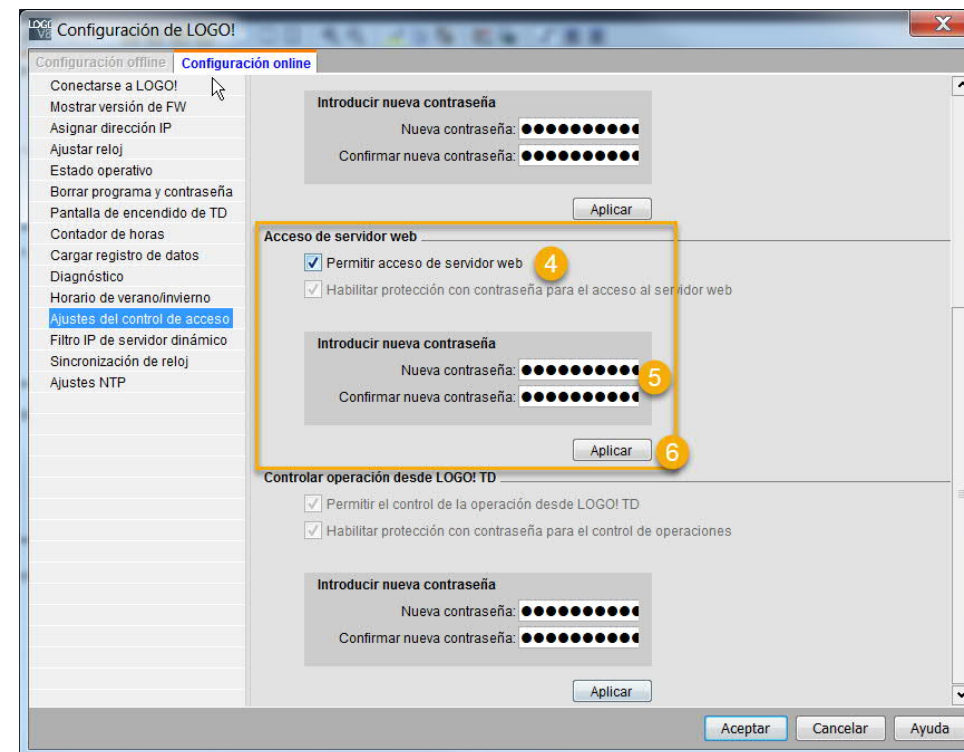 Configuración de LOGO!
Configuración offline Configuración online
Conectarse a LOGO!
Mostrar versión de FW
Asignar dirección IP
Ajustar reloj
Estado operativo
Borrar programa y contraseña
Pantalla de encendido de TD
Contador de horas
Cargar registro de datos
Diagnóstico
Horario de verano/invierno
Ajustes del control de acceso
Filtro IP de servidor dinámico
Sincronización de reloj
Ajustes NTP
Introducir nueva contraseña
Nueva contraseña:
Confirmar nueva contraseña:
Aplicar
Acceso de servidor web
Permitir acceso de servidor web 4
Habilitar protección con contraseña para el acceso al servidor web
Introducir nueva contraseña
Nueva contraseña: 5
Confirmar nueva contraseña:
Aplicar 6
Controlar operación desde LOGO! TD
Permitir el control de la operación desde LOGO! TD
Habilitar protección con contraseña para el control de operaciones
Introducir nueva contraseña
Nueva contraseña:
Confirmar nueva contraseña:
Aplicar
Aceptar Cancelar Ayuda